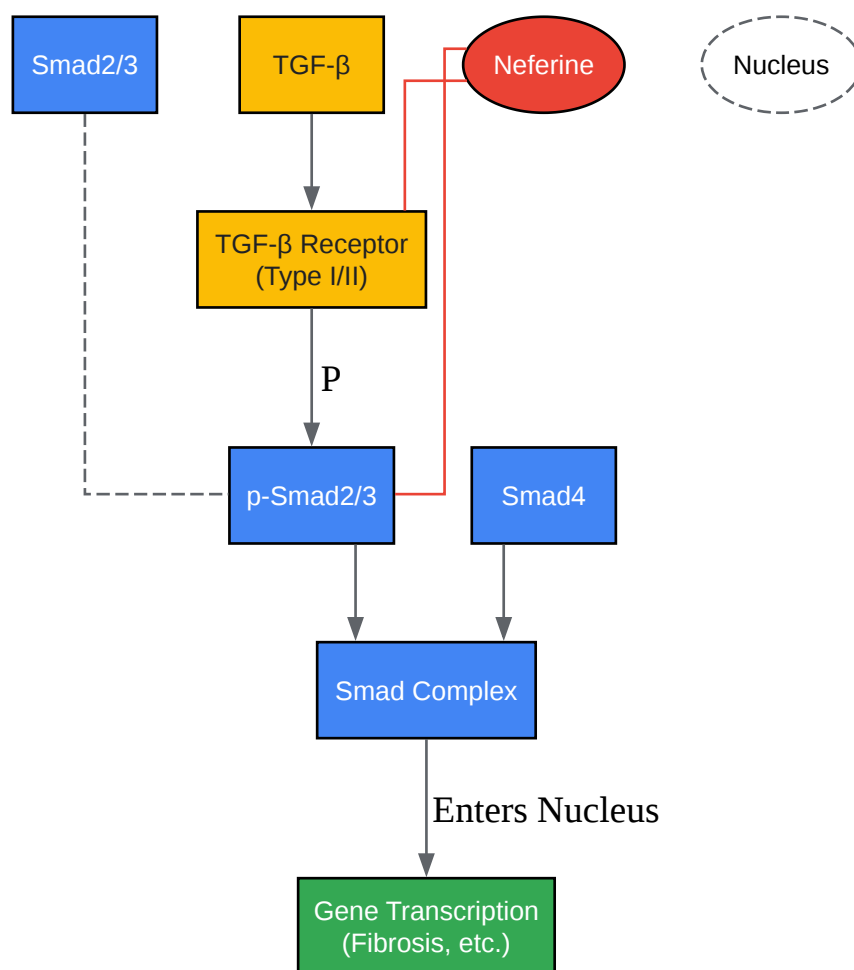 Smad2/3
TGF-β
Neferine
Nucleus
TGF-β Receptor
(Type I/II)
P
p-Smad2/3
Smad4
Smad Complex
Enters Nucleus
Gene Transcription
(Fibrosis, etc.)